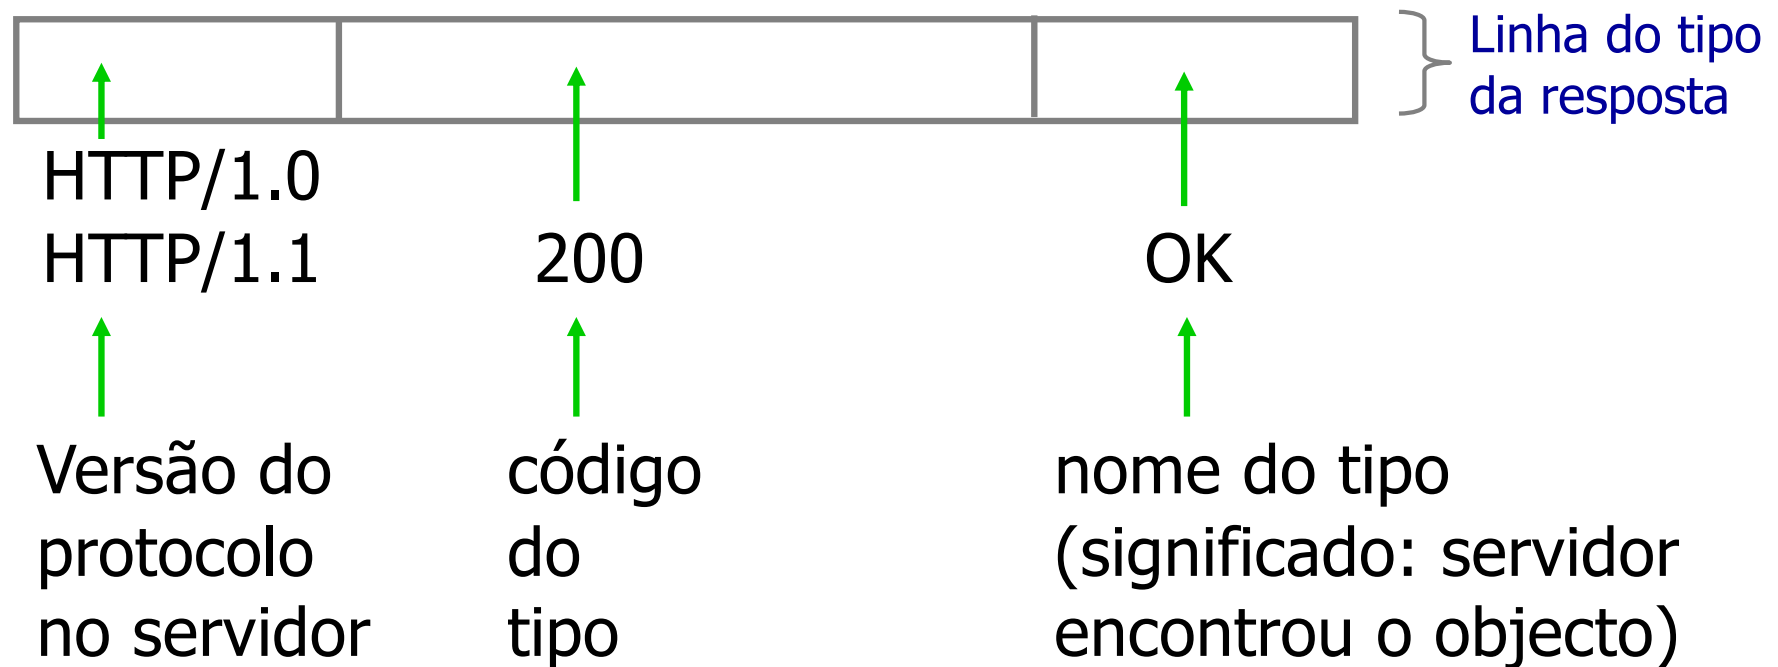 Linha do tipo
da resposta
HTTP/1.0
HTTP/1.1
200
OK
Versão do
protocolo
no servidor
código
do
tipo
nome do tipo
(significado: servidor
encontrou o objecto)